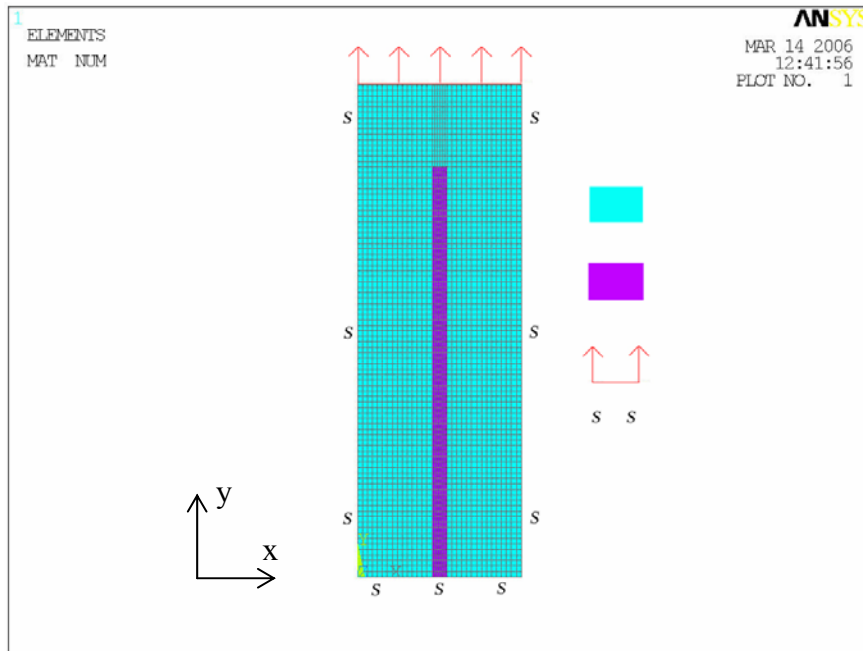 1
ELEMENTS
MAT NUM
ANSYS
MAR 14 2006
12:41:56
PLOT NO. 1
s s
s s
s s
s s
y
x
Y
X
s s s